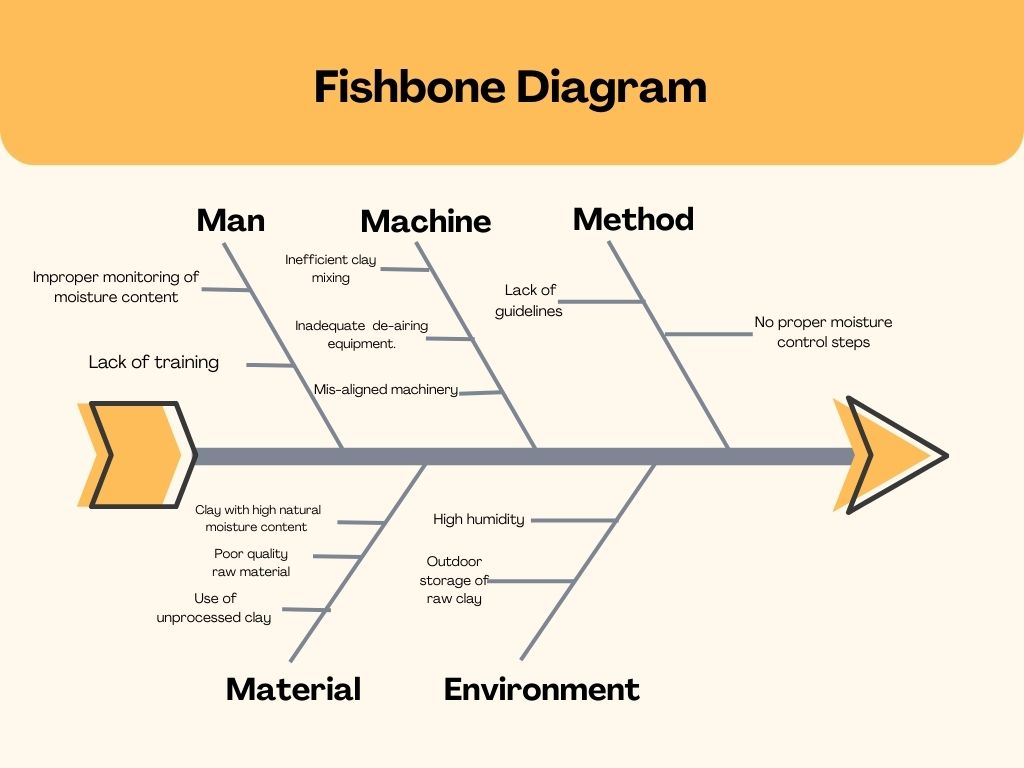 Fishbone Diagram
Man
Machine
Method
Improper monitoring of
moisture content
Lack of training
Inefficient clay
mixing
Inadequate  de-airing
equipment.
Mis-aligned machinery
Lack of
guidelines
No proper moisture
control steps
Clay with high natural
moisture content
Poor quality
raw material
Use of
unprocessed clay
High humidity
Outdoor
storage of
raw clay
Material
Environment